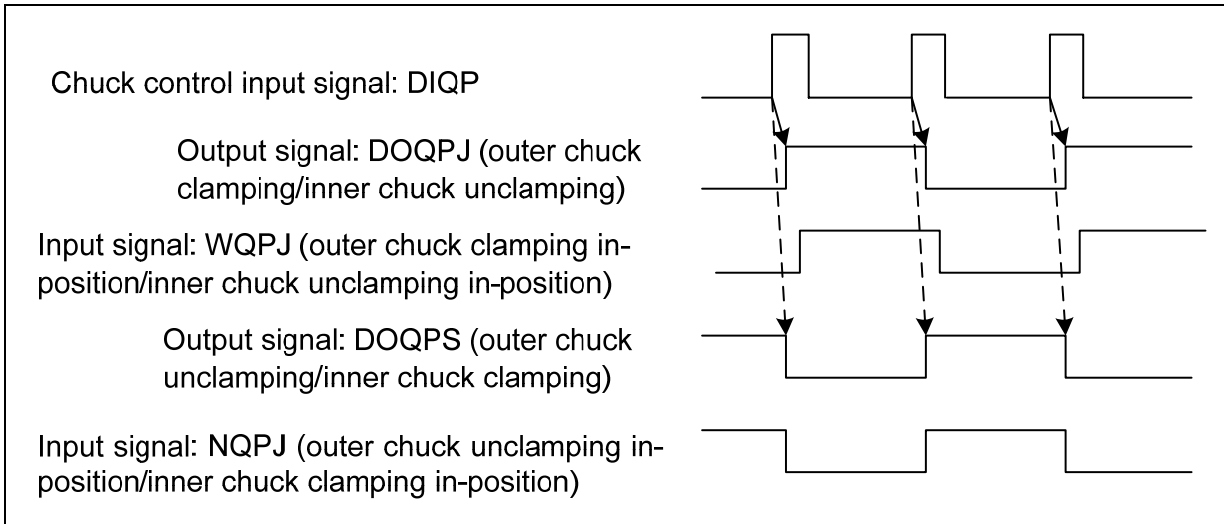 Chuck control input signal: DIQP
Output signal: DOQPJ (outer chuck
clamping/inner chuck unclamping)
Input signal: WQPJ (outer chuck clamping in-
position/inner chuck unclamping in-position)
Output signal: DOQPS (outer chuck
unclamping/inner chuck clamping)
Input signal: NQPJ (outer chuck unclamping in-
position/inner chuck clamping in-position)